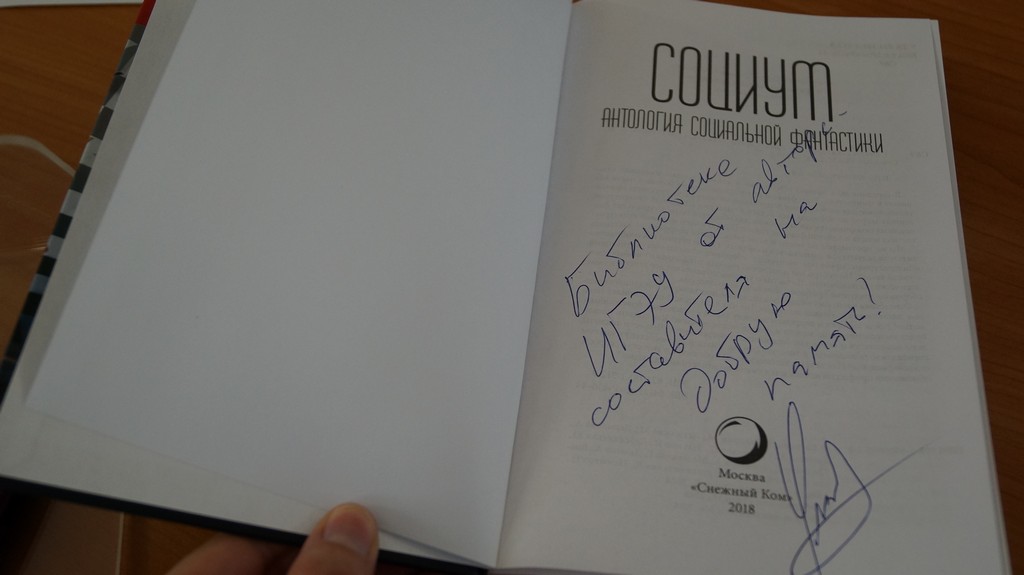 СОЦИУМ
АНТОЛОГИЯ СОЦИАЛЬНОЙ ФАНТАСТИКИ
Библиотеке
ИГЭУ от автора-
составителя на
добрую
память!
Москва
«Снежный Ком»
2018